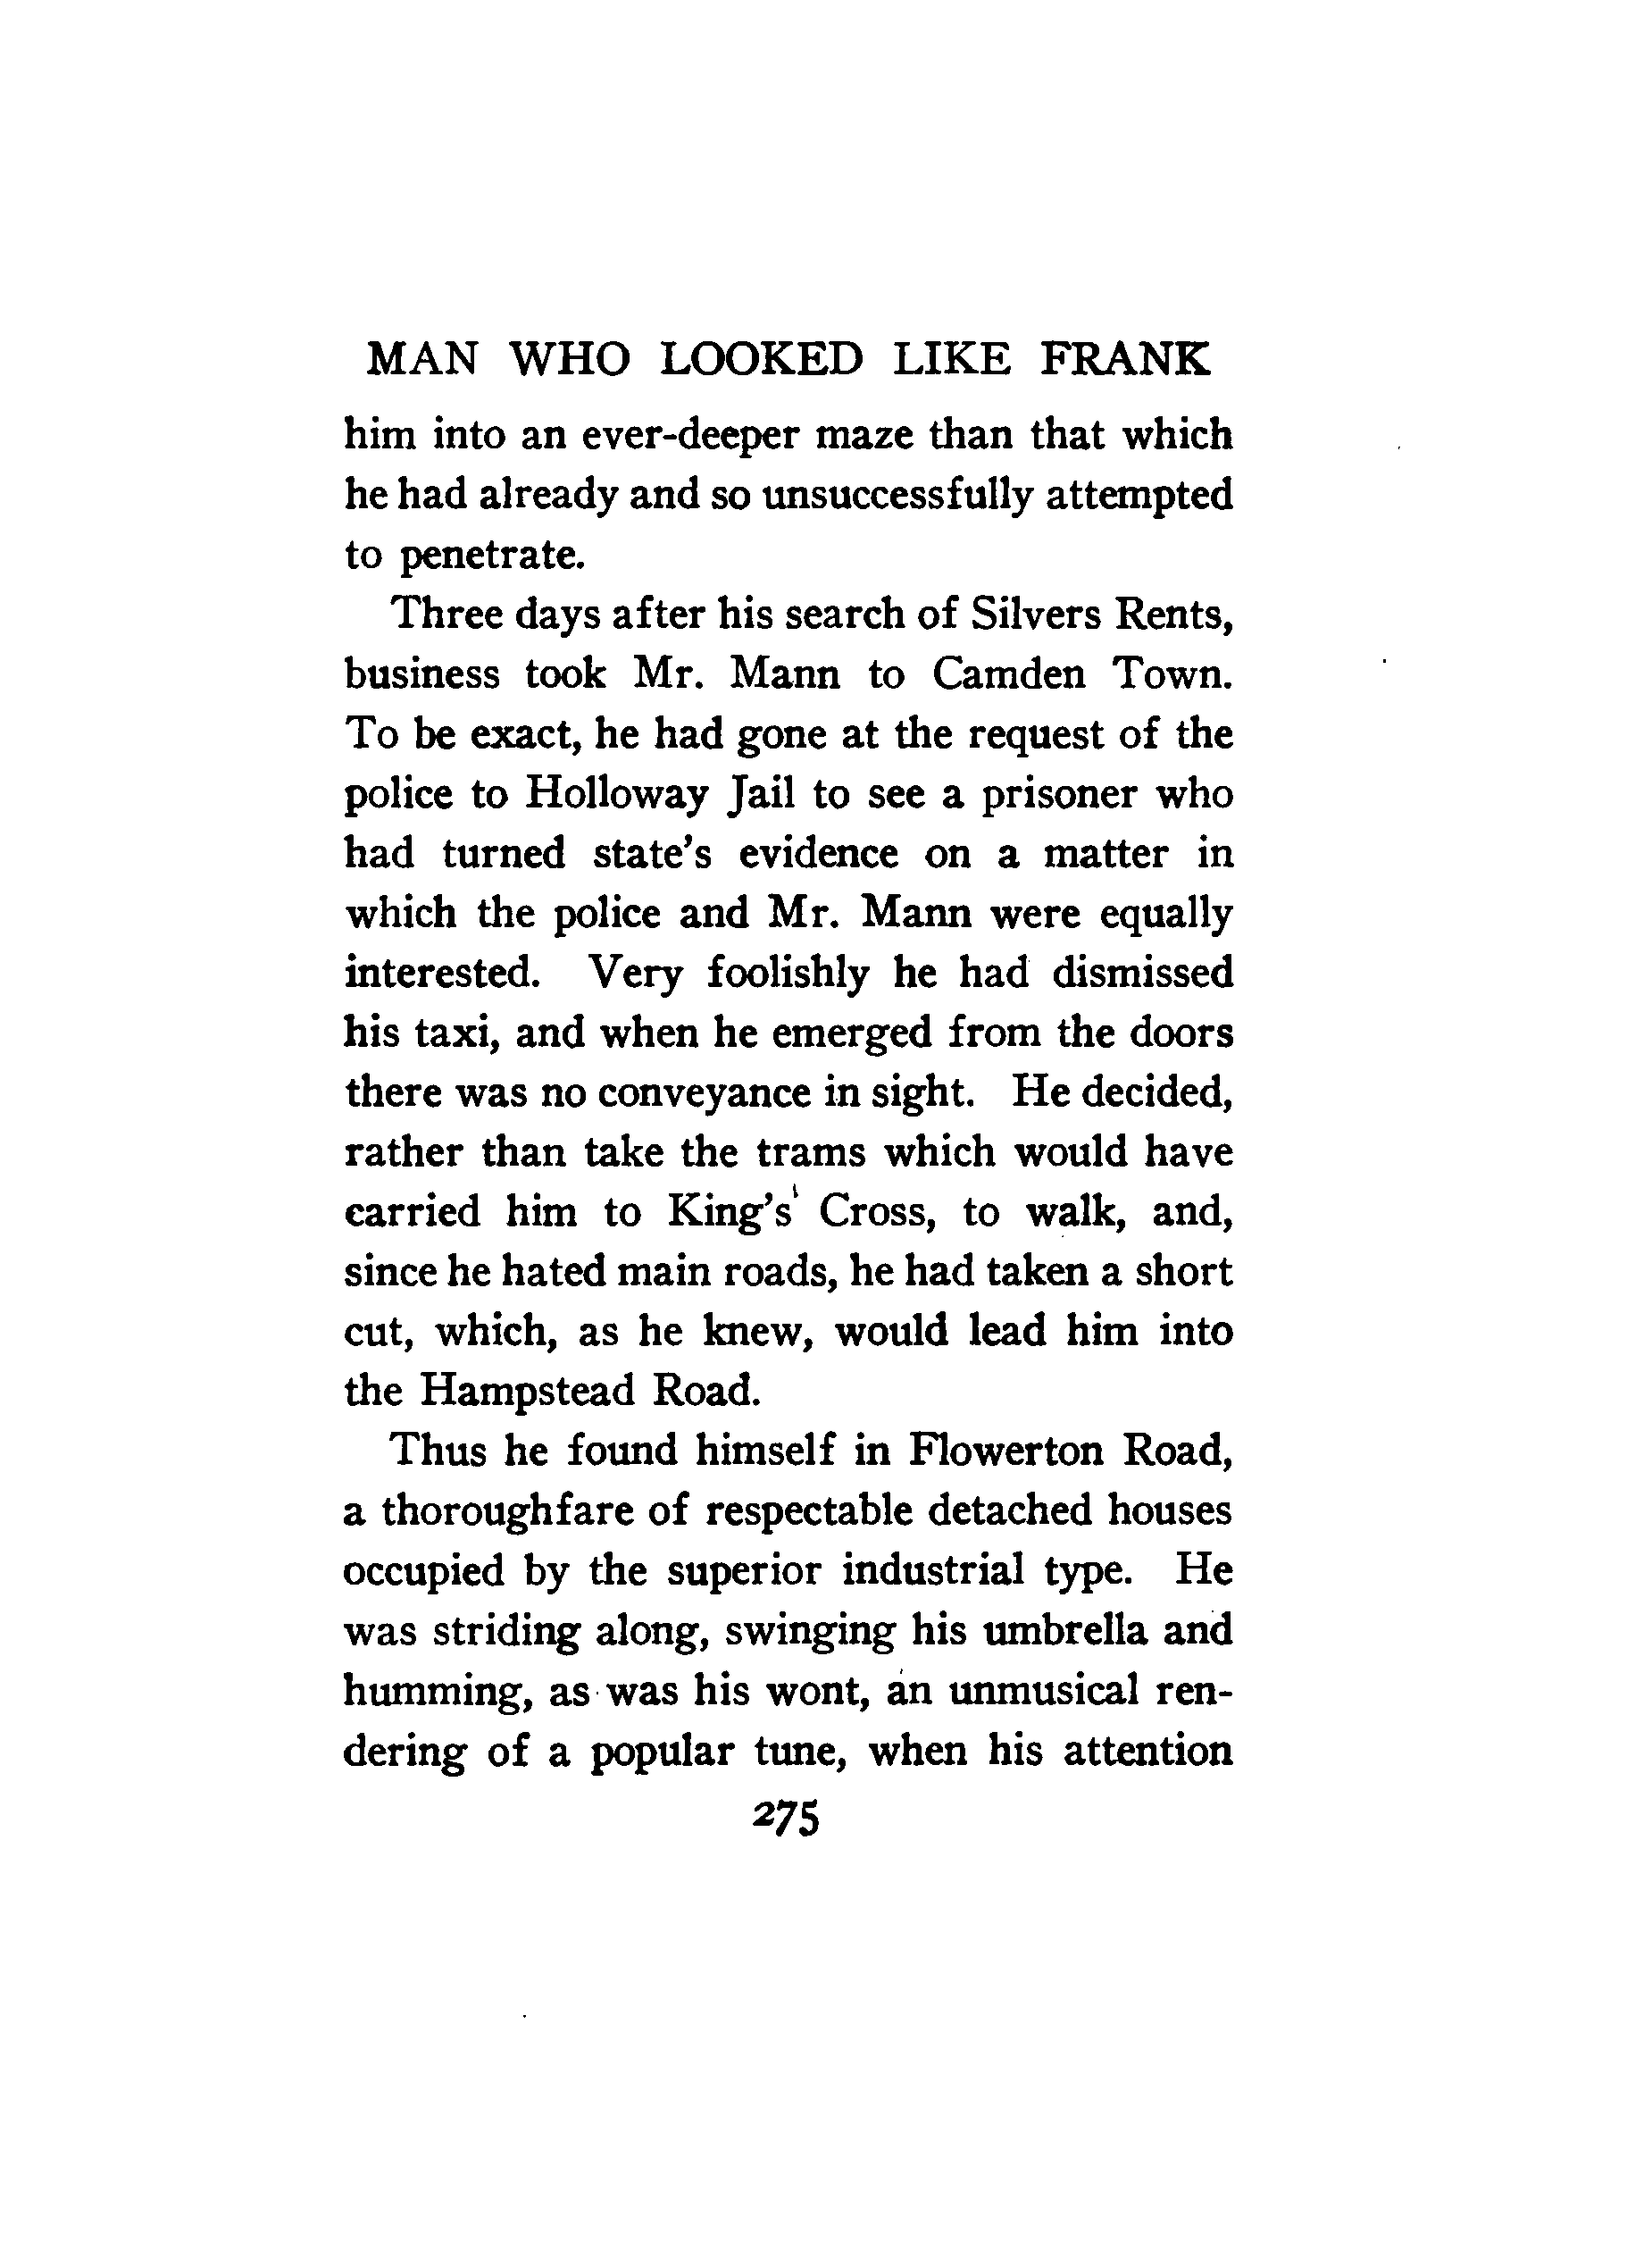 MAN WHO LOOKED LIKE FRANK
him into an ever-deeper maze than that which
he had already and so unsuccessfully attempted
to penetrate.
Three days after his search of Silvers Rents,
business took Mr. Mann to Camden Town.
To be exact, he had gone at the request of the
police to Holloway Jail to see a prisoner who
had turned state's evidence on a matter in
which the police and Mr. Mann were equally
interested. Very foolishly he had dismissed
his taxi, and when he emerged from the doors
there was no conveyance in sight. He decided,
rather than take the trams which would have
carried him to King's Cross, to walk, and,
since he hated main roads, he had taken a short
cut, which, as he knew, would lead him into
the Hampstead Road.
Thus he found himself in Flowerton Road,
a thoroughfare of respectable detached houses
occupied by the superior industrial type. He
was striding along, swinging his umbrella and
humming, as was his wont, an unmusical ren-
dering of a popular tune, when his attention
275